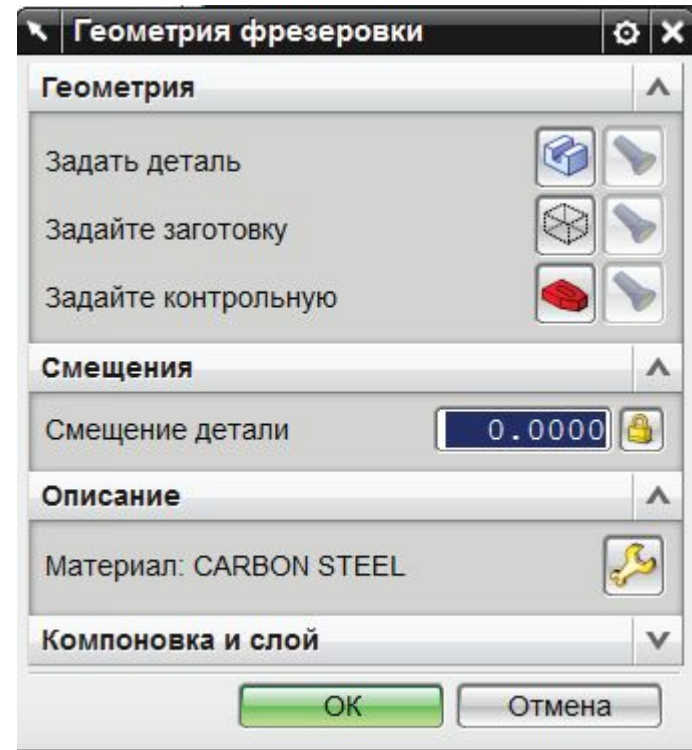 Геометрия фрезеровки
Геометрия
Задать деталь
Задайте заготовку
Задайте контрольную
Смещения
Смещение детали 0.0000
Описание
Материал: CARBON STEEL
Компоновка и слой
ОК Отмена